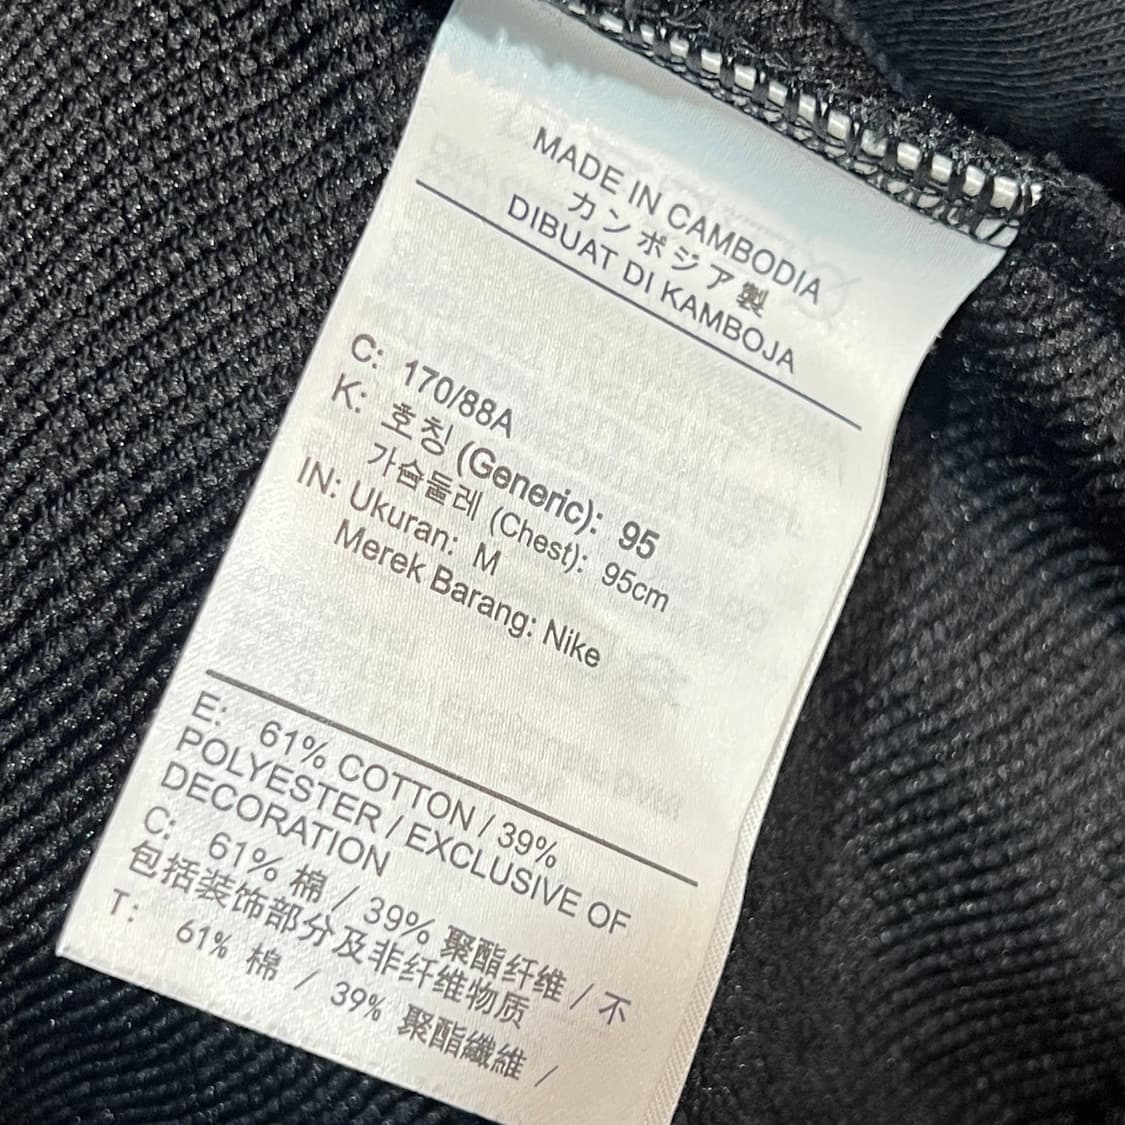 MADE IN CAMBODIA
カンボジア製
DIBUAT DI KAMBOJA
C: 170/88A
K: 호칭 (Generic): 95
가슴둘레 (Chest): 95cm
IN: Ukuran: M
Merek Barang: Nike
E: 61% COTTON / 39%
POLYESTER / EXCLUSIVE OF
DECORATION
C: 61% 棉 / 39% 聚酯纤维 / 不
包括装饰部分及非纤维物质
T: 61% 棉 / 39% 聚酯纖維 /